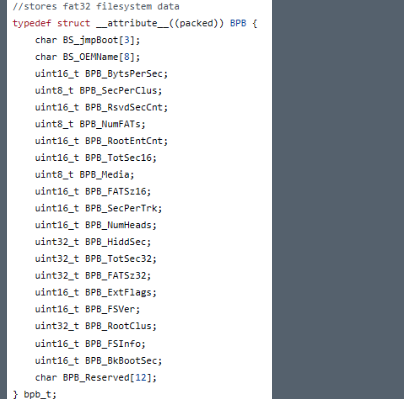 //stores fat32 filesystem data
typedef struct __attribute__((packed)) BPB {
    char BS_jmpBoot[3];
    char BS_OEMName[8];
    uint16_t BPB_BytsPerSec;
    uint8_t BPB_SecPerClus;
    uint16_t BPB_RsvdSecCnt;
    uint8_t BPB_NumFATs;
    uint16_t BPB_RootEntCnt;
    uint16_t BPB_TotSec16;
    uint8_t BPB_Media;
    uint16_t BPB_FATSz16;
    uint16_t BPB_SecPerTrk;
    uint16_t BPB_NumHeads;
    uint32_t BPB_HiddSec;
    uint32_t BPB_TotSec32;
    uint32_t BPB_FATSz32;
    uint16_t BPB_ExtFlags;
    uint16_t BPB_FSVer;
    uint32_t BPB_RootClus;
    uint16_t BPB_FSInfo;
    uint16_t BPB_BkBootSec;
    char BPB_Reserved[12];
} bpb_t;